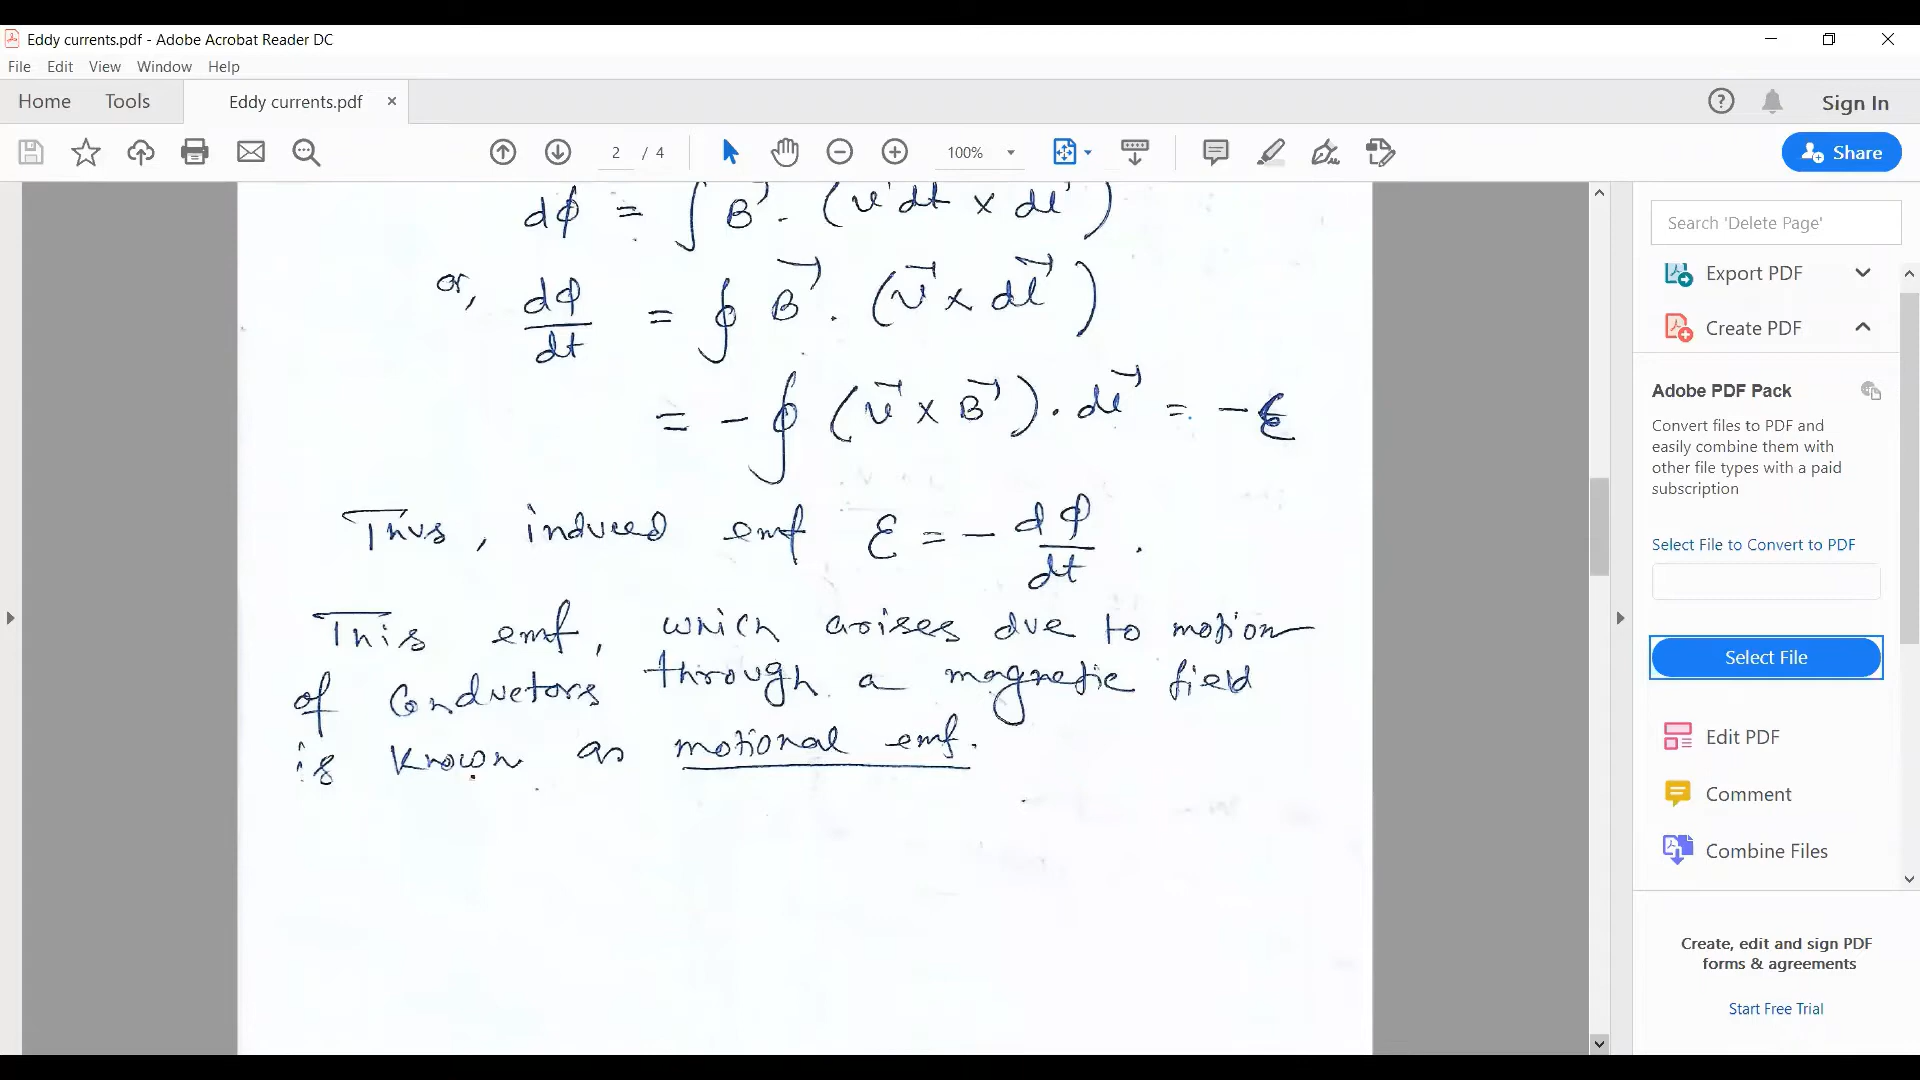 Eddy currents.pdf - Adobe Acrobat Reader DC
File Edit View Window Help
Home Tools Eddy currents.pdf × Sign In
2 / 4 100% Share
dφ = ∫ B⃗ . (v⃗dt × dl⃗)
or, dφ/dt = ∮ B⃗ . (v⃗ × dl⃗)
= - ∮ (v⃗ × B⃗) . dl⃗ = - ε
Thus, induced emf ε = - dφ/dt .
This emf, which arises due to motion
of conductors through a magnetic field
is known as motional emf.
Search 'Delete Page'
Export PDF
Create PDF
Adobe PDF Pack
Convert files to PDF and
easily combine them with
other file types with a paid
subscription
Select File to Convert to PDF
Select File
Edit PDF
Comment
Combine Files
Create, edit and sign PDF
forms & agreements
Start Free Trial